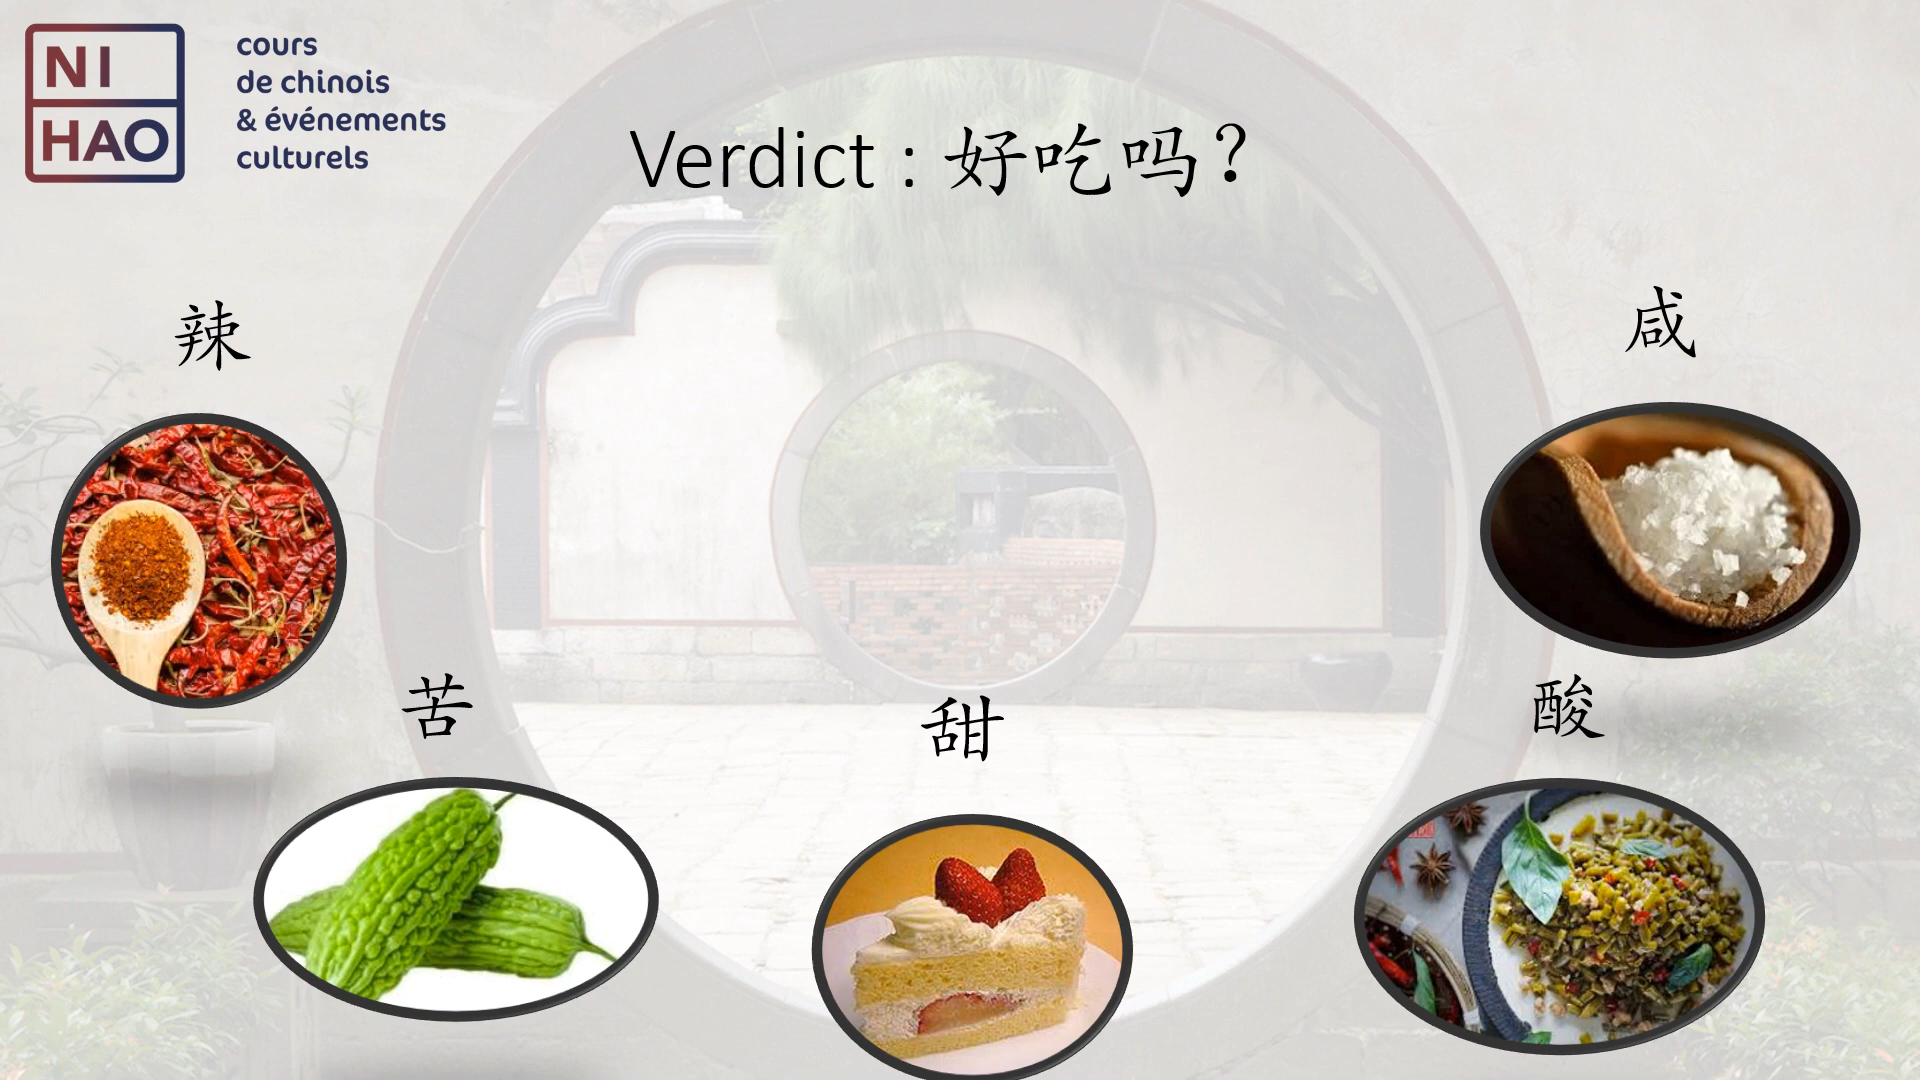 NI
HAO
cours
de chinois
& événements
culturels
Verdict : 好吃吗？
辣
咸
苦
甜
酸